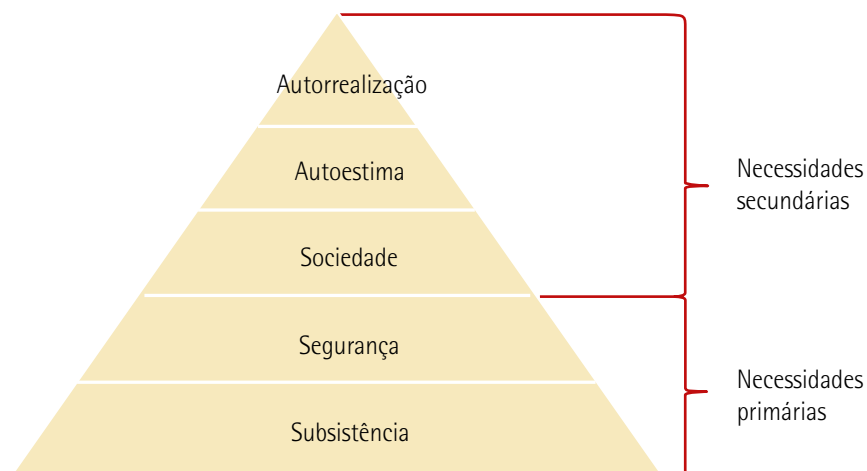 Autorrealização
Autoestima
Sociedade
Segurança
Subsistência
Necessidades
secundárias
Necessidades
primárias